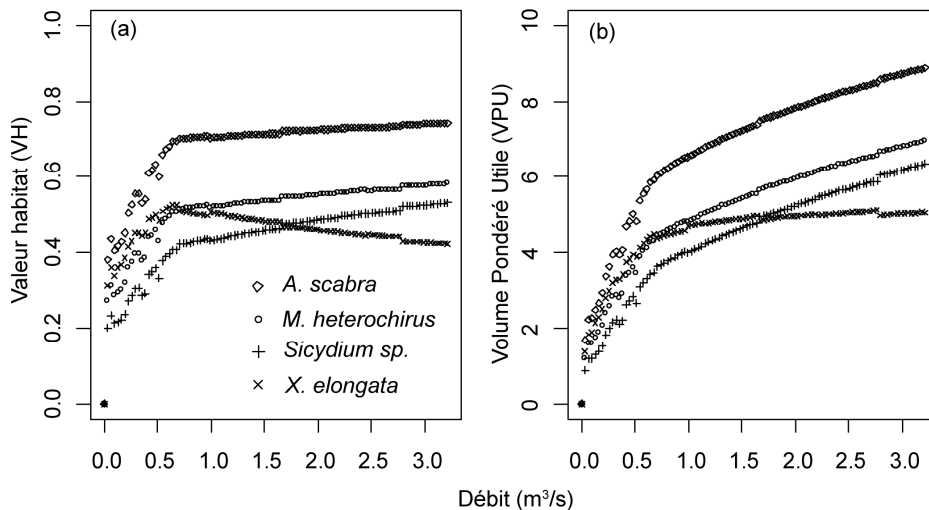 (a)
Valeur habitat (VH)
1.0
0.8
0.6
0.4
0.2
0.0
A. scabra
M. heterochirus
Sicydium sp.
X. elongata
0.0 0.5 1.0 1.5 2.0 2.5 3.0
(b)
Volume Pondéré Utile (VPU)
10
8
6
4
2
0
0.0 0.5 1.0 1.5 2.0 2.5 3.0
Débit (m³/s)